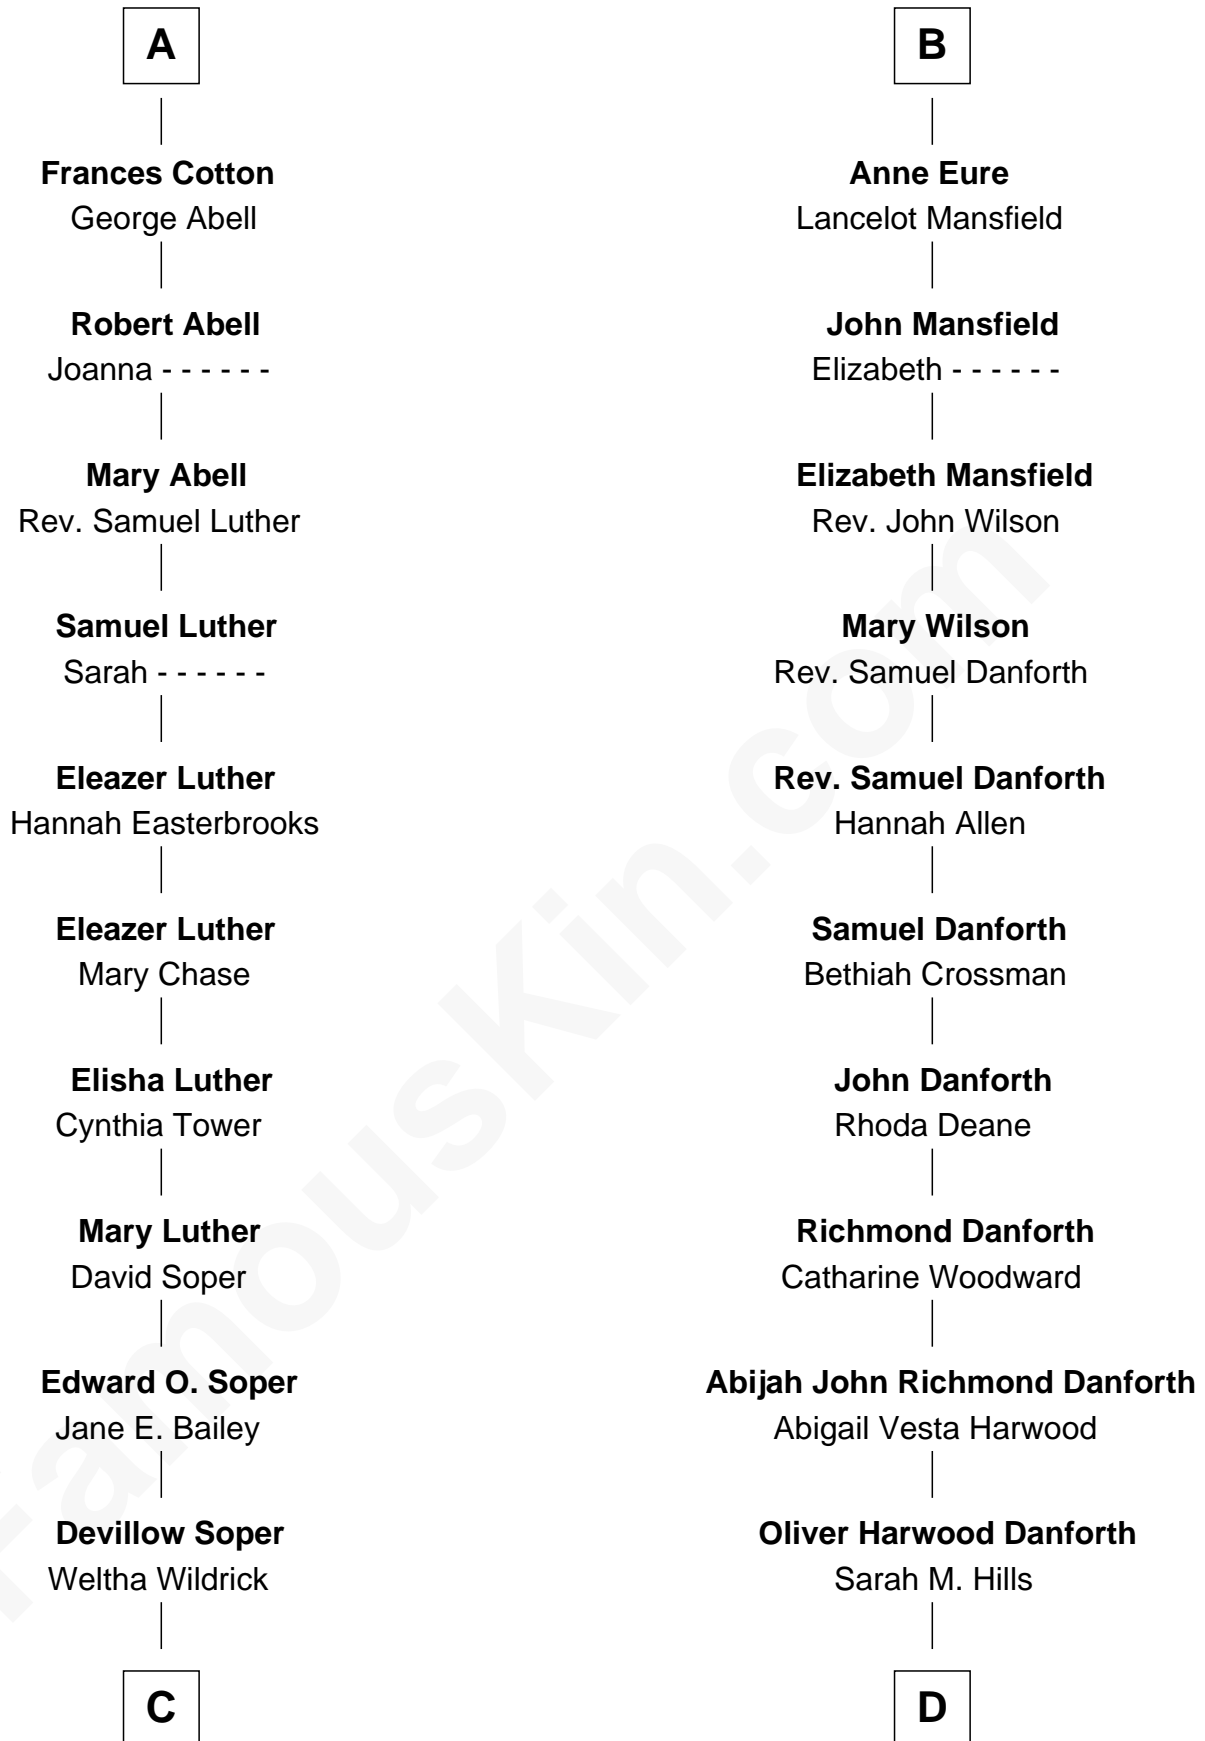 A
Frances Cotton
George Abell
Robert Abell
Joanna - - - - - -
Mary Abell
Rev. Samuel Luther
Samuel Luther
Sarah - - - - - -
Eleazer Luther
Hannah Easterbrooks
Eleazer Luther
Mary Chase
Elisha Luther
Cynthia Tower
Mary Luther
David Soper
Edward O. Soper
Jane E. Bailey
Devillow Soper
Weltha Wildrick
C
B
Anne Eure
Lancelot Mansfield
John Mansfield
Elizabeth - - - - - -
Elizabeth Mansfield
Rev. John Wilson
Mary Wilson
Rev. Samuel Danforth
Rev. Samuel Danforth
Hannah Allen
Samuel Danforth
Bethiah Crossman
John Danforth
Rhoda Deane
Richmond Danforth
Catharine Woodward
Abijah John Richmond Danforth
Abigail Vesta Harwood
Oliver Harwood Danforth
Sarah M. Hills
D
FamousKin.com